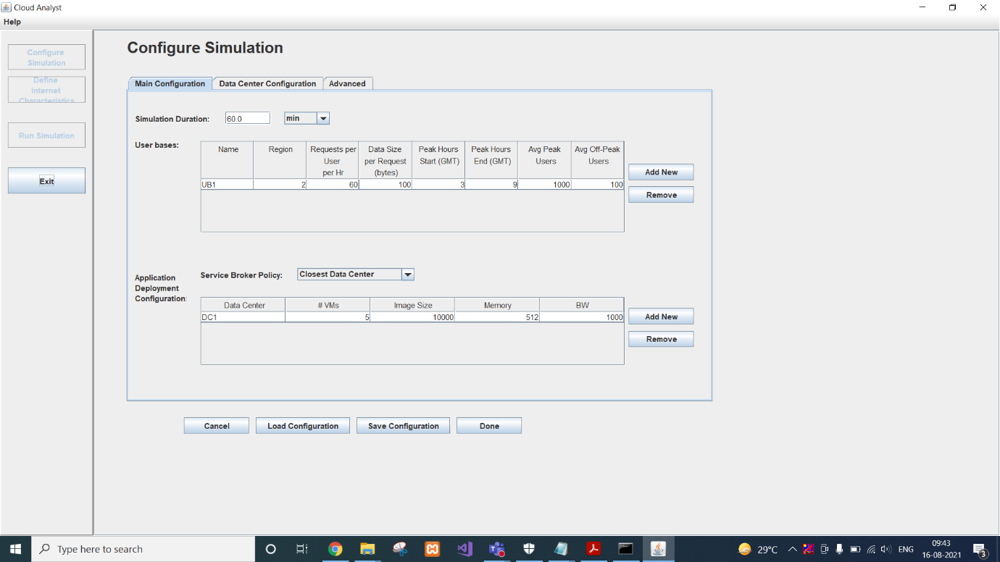 Cloud Analyst
Help
Configure
Simulation
Define
Internet
Characteristics
Run Simulation
Exit
Configure Simulation
Main Configuration
Data Center Configuration
Advanced
Simulation Duration:
60.0
min
User bases:
Name
Region
Requests per
User
per Hr
Data Size
per Request
(bytes)
Peak Hours
Start (GMT)
Peak Hours
End (GMT)
Avg Peak
Users
Avg Off-Peak
Users
UB1
2
60
100
3
9
1000
100
Add New
Remove
Application
Deployment
Configuration:
Service Broker Policy:
Closest Data Center
Data Center
# VMs
Image Size
Memory
BW
DC1
5
10000
512
1000
Add New
Remove
Cancel
Load Configuration
Save Configuration
Done
Type here to search
29°C
ENG
09:43
16-08-2021
3